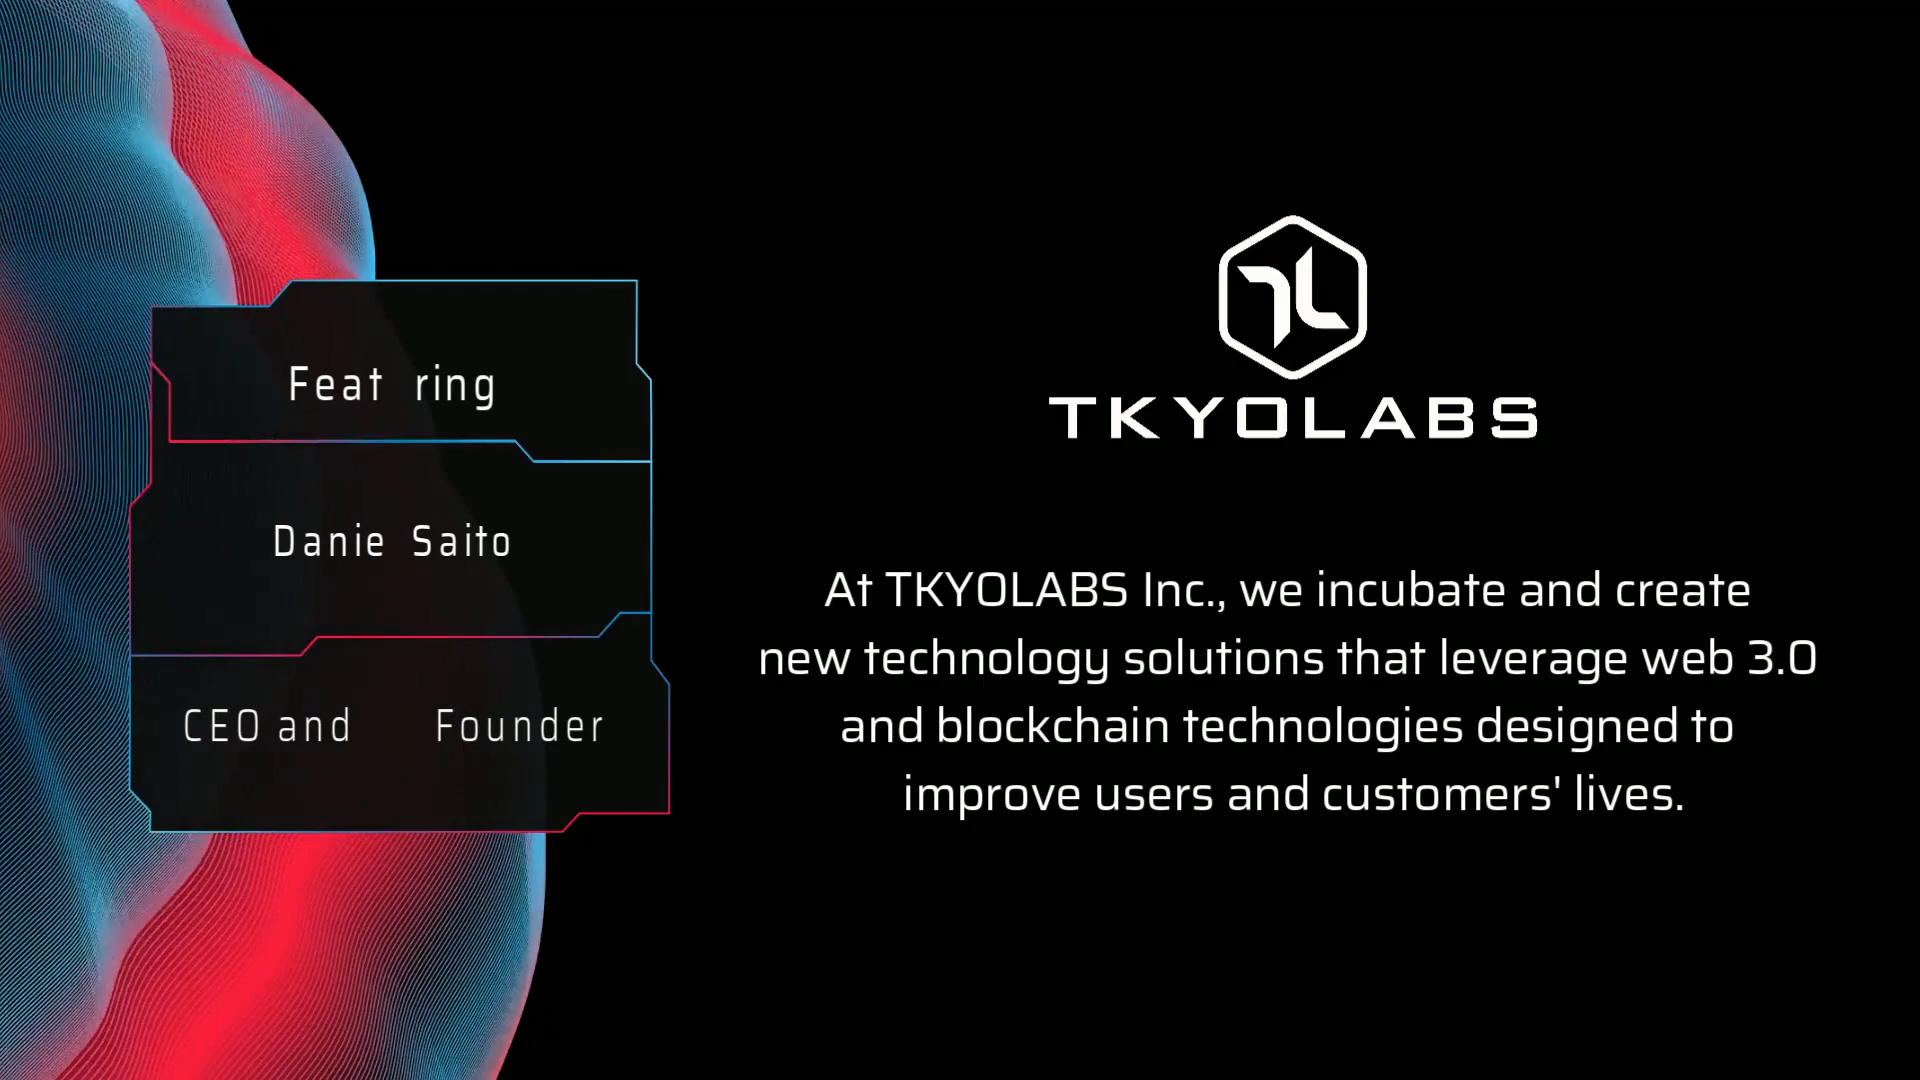 Feat ring
Danie Saito
CEO and Founder
TKYOLABS
At TKYOLABS Inc., we incubate and create
new technology solutions that leverage web 3.0
and blockchain technologies designed to
improve users and customers' lives.